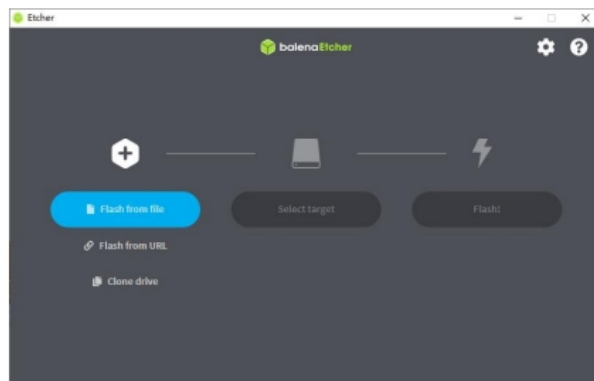 Etcher
balenaEtcher
Flash from file
Select target
Flash!
Flash from URL
Clone drive